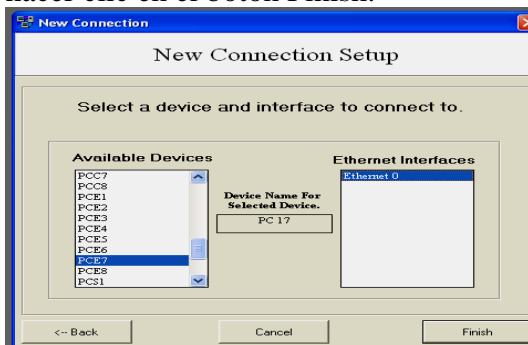 New Connection
New Connection Setup
Select a device and interface to connect to.
Available Devices
Ethernet Interfaces
PCC7
PCC8
PCE1
PCE2
PCE3
PCE4
PCE5
PCE6
PCE7
PCE8
PCS1
Device Name For
Selected Device.
PC 17
Ethernet 0
<-- Back
Cancel
Finish